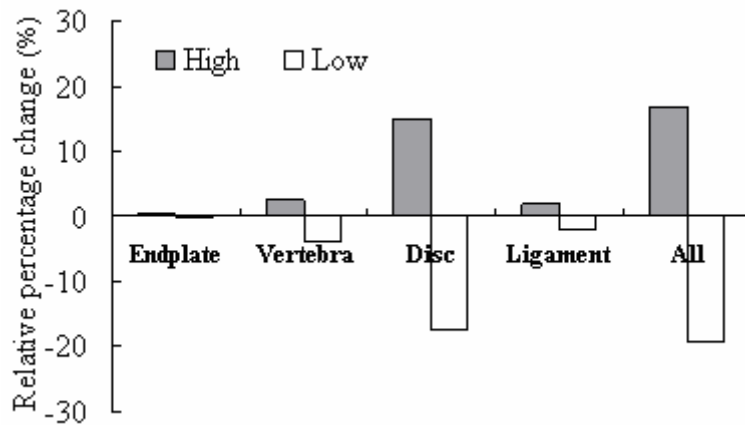 Relative percentage change (%)
30
20
10
0
-10
-20
-30
High Low
Endplate Vertebra Disc Ligament All